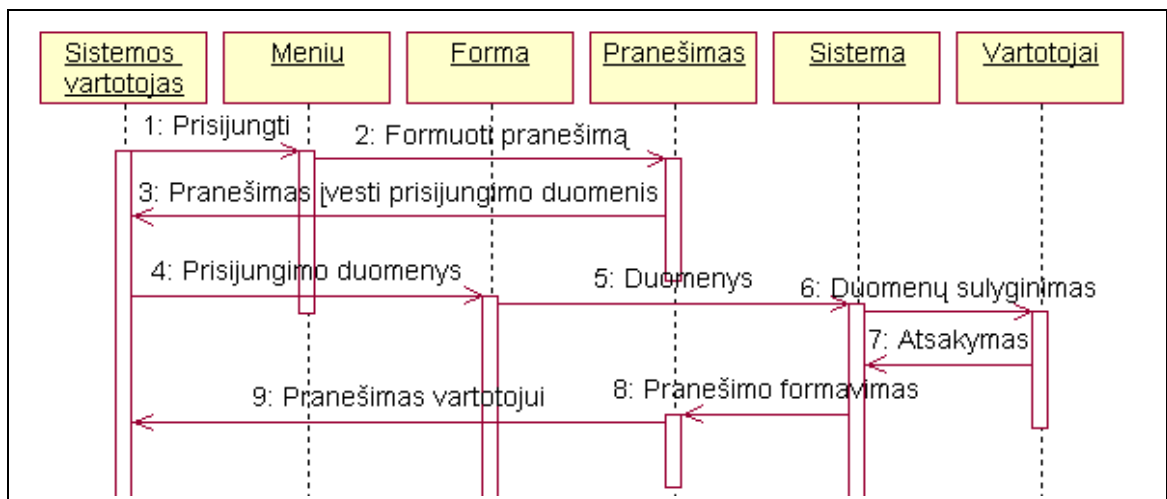 Sistemos
vartotojas
Meniu
Forma
Pranešimas
Sistema
Vartotojai
1: Prisijungti
2: Formuoti pranešimą
3: Pranešimas įvesti prisijungimo duomenis
4: Prisijungimo duomenys
5: Duomenys
6: Duomenų sulyginimas
7: Atsakymas
8: Pranešimo formavimas
9: Pranešimas vartotojui